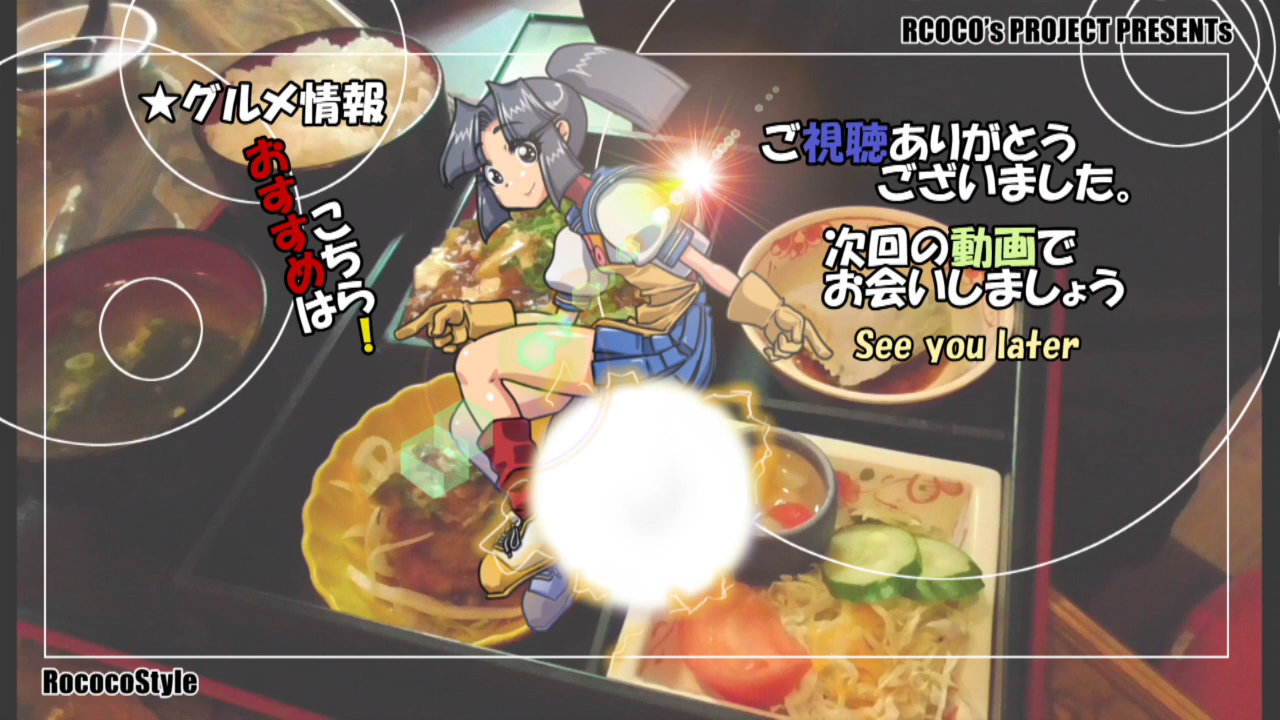 RCOCO's PROJECT PRESENTs
★グルメ情報
おすすめ
はこちら!
ご視聴ありがとう
ございました。
次回の動画で
お会いしましょう
See you later
RococoStyle